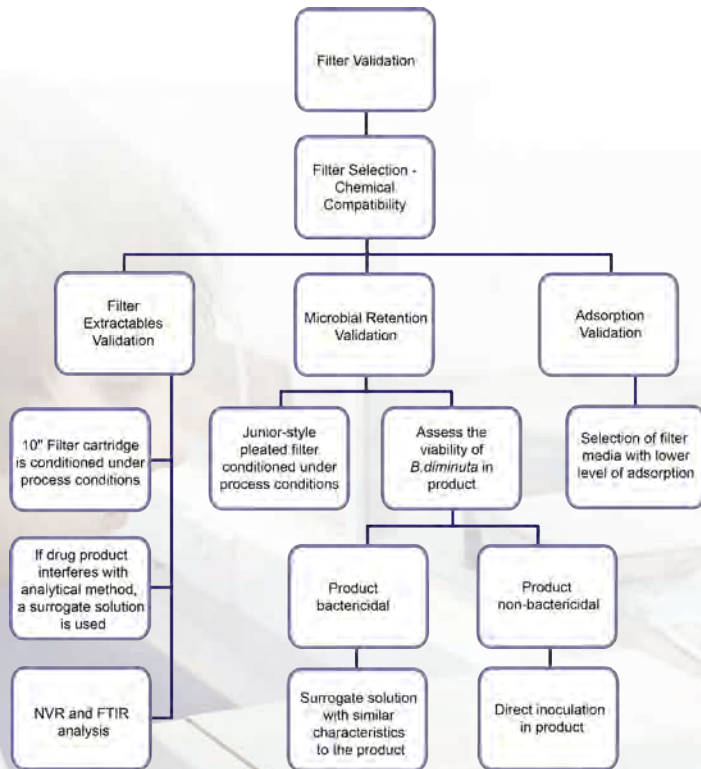 Filter Validation
Filter Selection -
Chemical
Compatibility
Filter
Extractables
Validation
Microbial Retention
Validation
Adsorption
Validation
10" Filter cartridge
is conditioned under
process conditions
Junior-style
pleated filter
conditioned under
process conditions
Assess the
viability of
B.diminuta in
product
Selection of filter
media with lower
level of adsorption
If drug product
interferes with
analytical method,
a surrogate solution
is used
Product
bactericidal
Product
non-bactericidal
NVR and FTIR
analysis
Surrogate solution
with similar
characteristics
to the product
Direct inoculation
in product